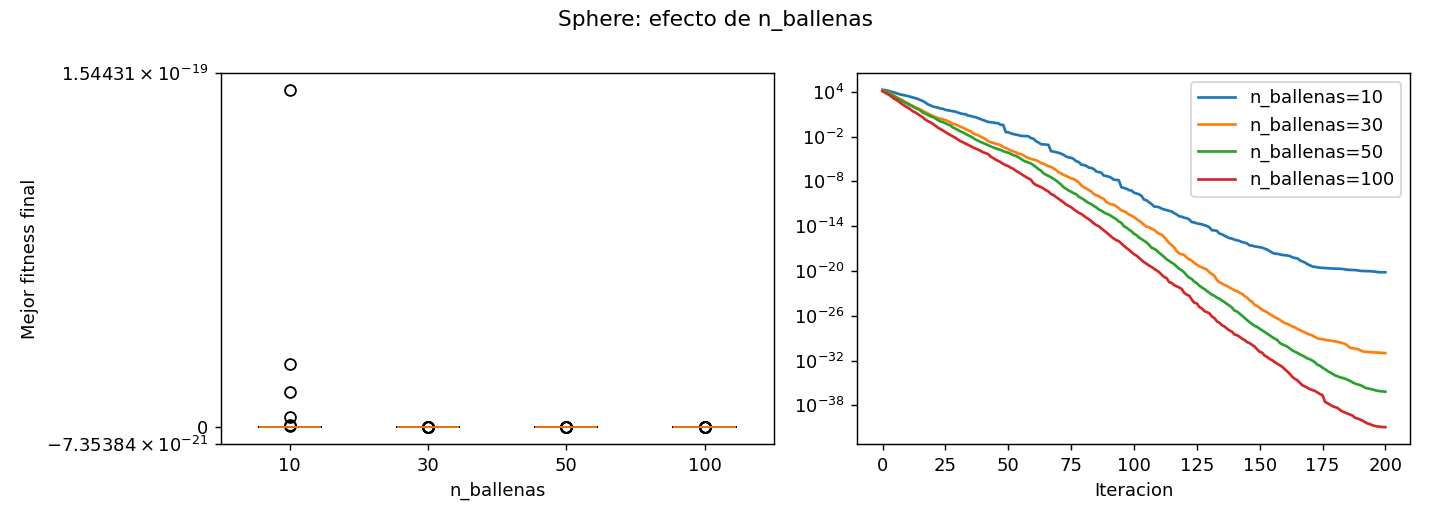 Sphere: efecto de n_ballenas
Mejor fitness final
1.54431 × 10⁻¹⁹
0
−7.35384 × 10⁻²¹
10 30 50 100
n_ballenas
10⁴
10⁻²
10⁻⁸
10⁻¹⁴
10⁻²⁰
10⁻²⁶
10⁻³²
10⁻³⁸
n_ballenas=10
n_ballenas=30
n_ballenas=50
n_ballenas=100
0 25 50 75 100 125 150 175 200
Iteracion